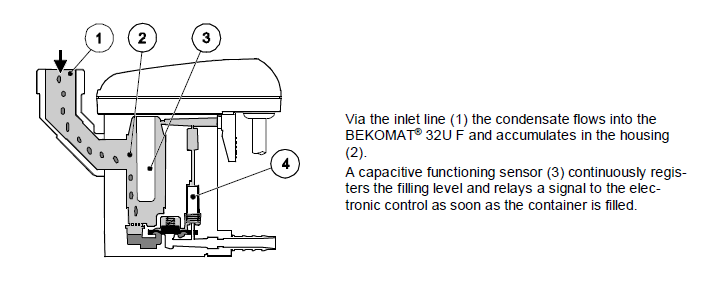 1
2
3
4
Via the inlet line (1) the condensate flows into the
BEKOMAT® 32U F and accumulates in the housing
(2).
A capacitive functioning sensor (3) continuously regis-
ters the filling level and relays a signal to the elec-
tronic control as soon as the container is filled.